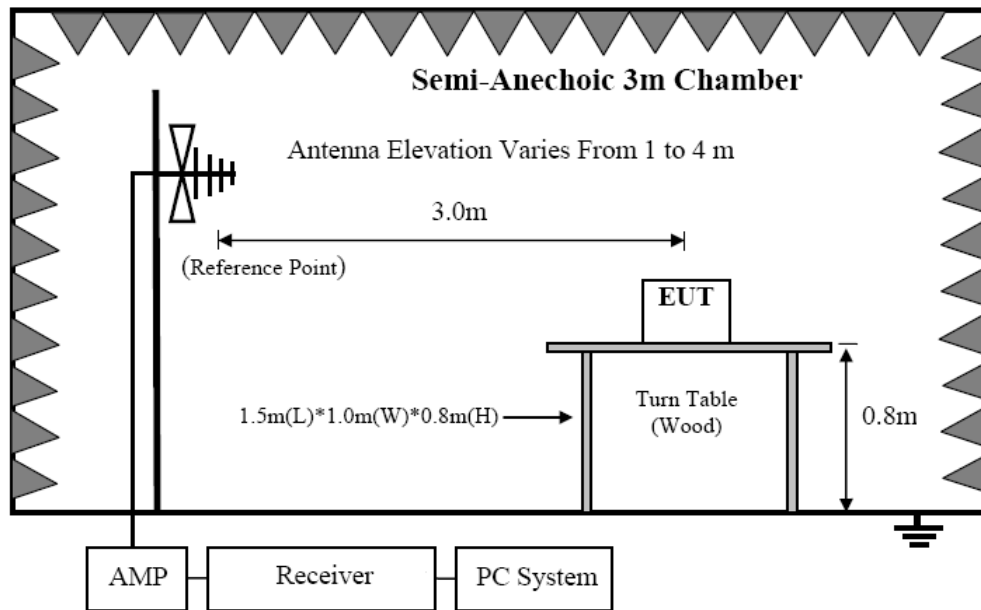 Semi-Anechoic 3m Chamber
Antenna Elevation Varies From 1 to 4 m
3.0m
(Reference Point)
EUT
1.5m(L)*1.0m(W)*0.8m(H)
Turn Table
(Wood)
0.8m
AMP
Receiver
PC System